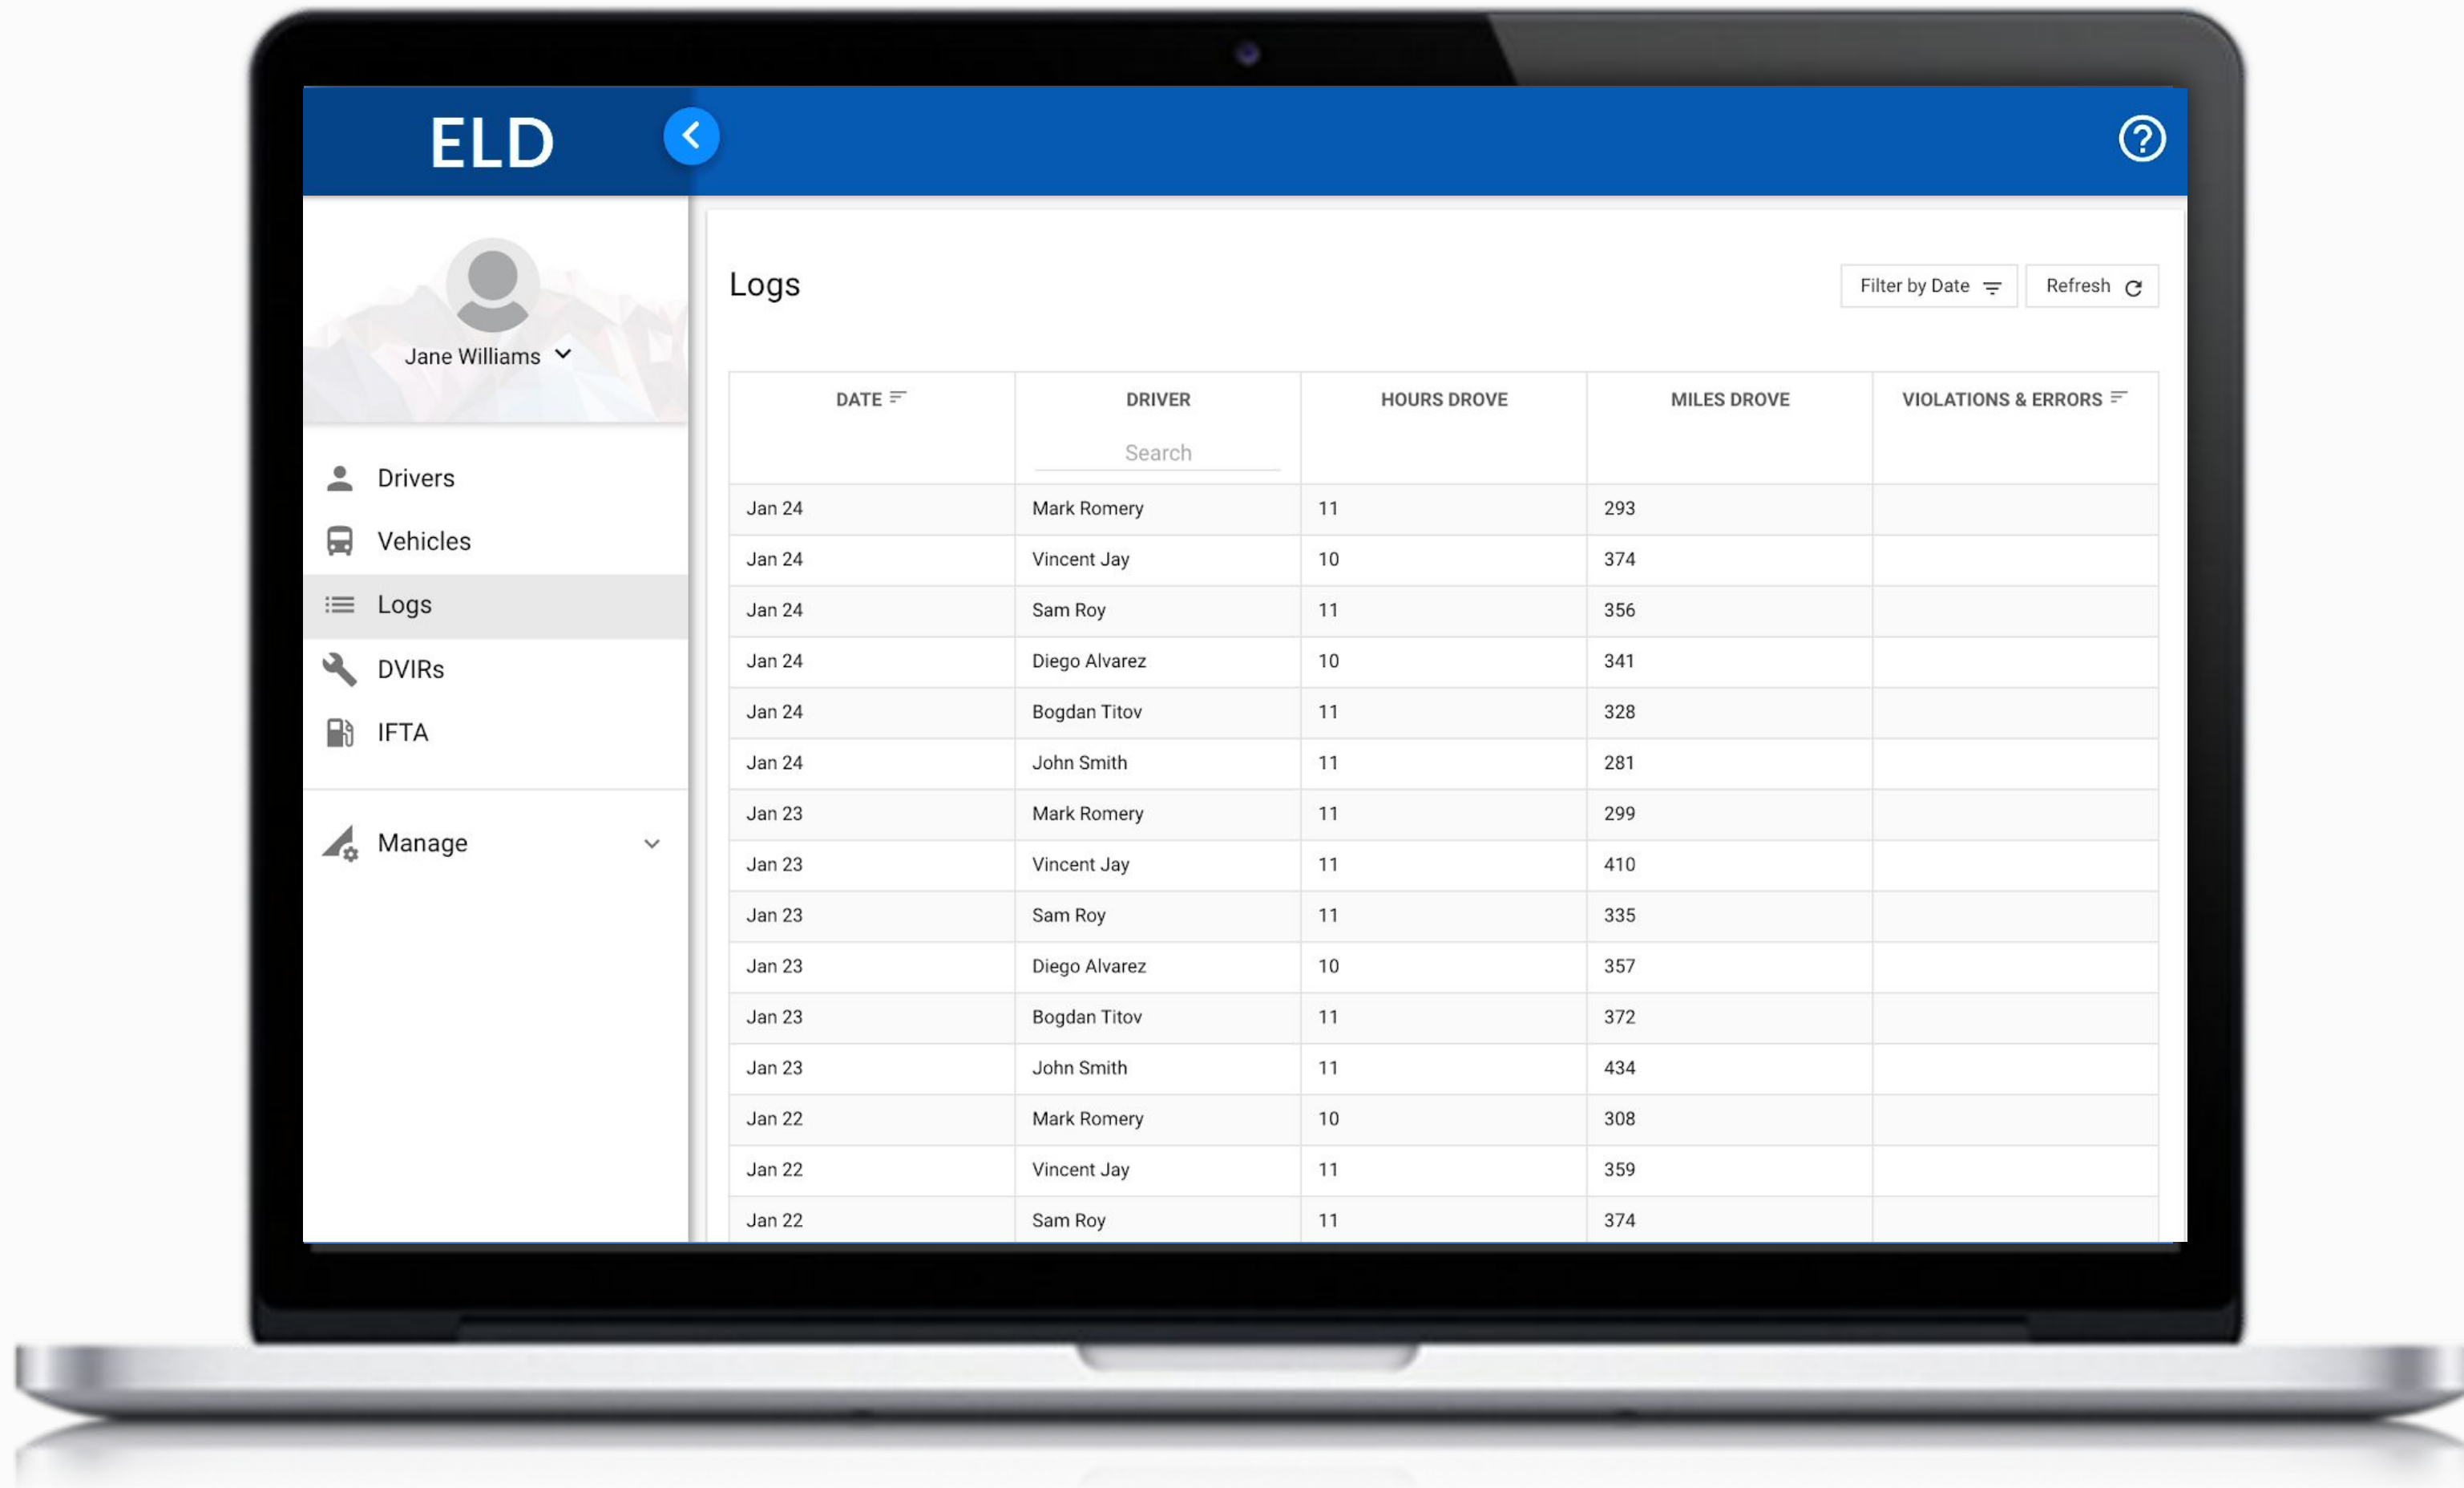 ELD
Jane Williams
Drivers
Vehicles
Logs
DVIRs
IFTA
Manage
Logs
Filter by Date Refresh
DATE DRIVER HOURS DROVE MILES DROVE VIOLATIONS & ERRORS
Search
Jan 24 Mark Romery 11 293
Jan 24 Vincent Jay 10 374
Jan 24 Sam Roy 11 356
Jan 24 Diego Alvarez 10 341
Jan 24 Bogdan Titov 11 328
Jan 24 John Smith 11 281
Jan 23 Mark Romery 11 299
Jan 23 Vincent Jay 11 410
Jan 23 Sam Roy 11 335
Jan 23 Diego Alvarez 10 357
Jan 23 Bogdan Titov 11 372
Jan 23 John Smith 11 434
Jan 22 Mark Romery 10 308
Jan 22 Vincent Jay 11 359
Jan 22 Sam Roy 11 374